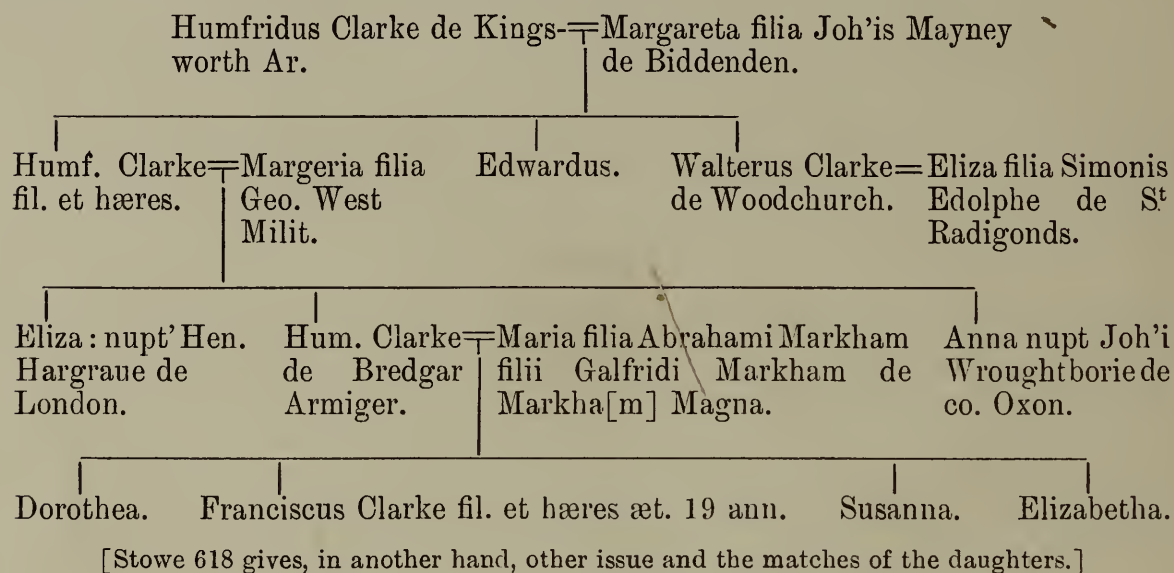 Humfridus Clarke de Kings-=Margareta filia Joh'is Mayney
worth Ar. de Biddenden.
Humf. Clarke=Margeria filia Edwardus. Walterus Clarke=Eliza filia Simonis
fil. et hæres. Geo. West de Woodchurch. Edolphe de St
Milit. Radigonds.
Eliza: nupt' Hen. Hum. Clarke=Maria filia Abrahami Markham Anna nupt Joh'i
Hargraue de de Bredgar filii Galfridi Markham de Wroughtborie de
London. Armiger. Markha[m] Magna. co. Oxon.
Dorothea. Franciscus Clarke fil. et hæres æt. 19 ann. Susanna. Elizabetha.
[Stowe 618 gives, in another hand, other issue and the matches of the daughters.]